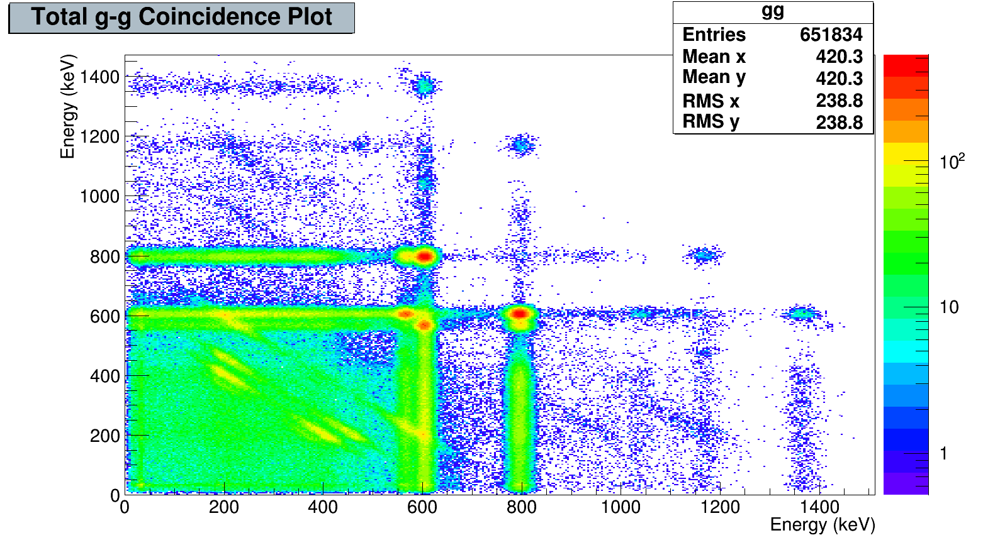 Total g-g Coincidence Plot
gg
Entries 651834
Mean x 420.3
Mean y 420.3
RMS x 238.8
RMS y 238.8
Energy (keV)
1400
1200
1000
800
600
400
200
0
0 200 400 600 800 1000 1200 1400
Energy (keV)
10²
10
1